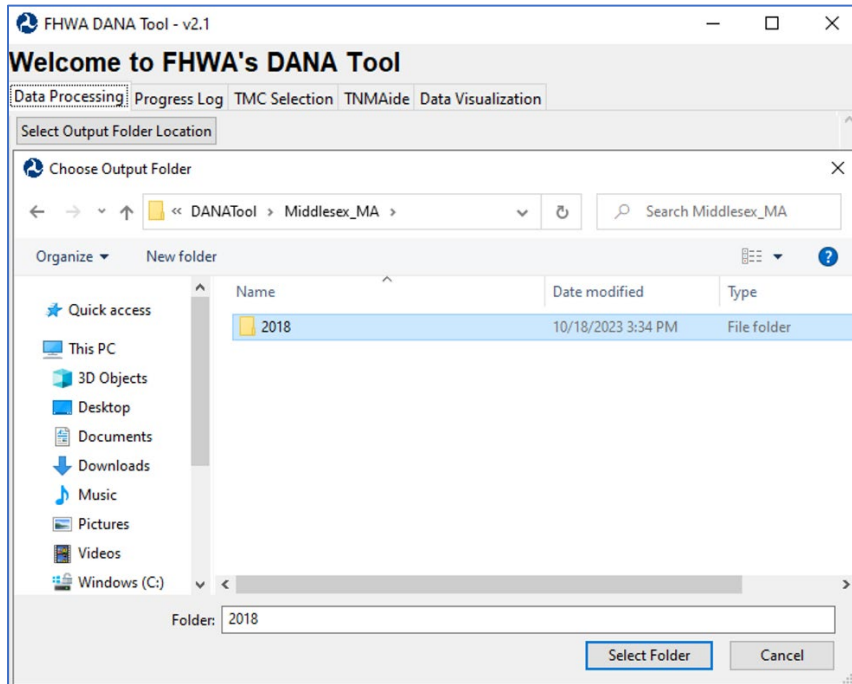 FHWA DANA Tool - v2.1
Welcome to FHWA's DANA Tool
Data Processing Progress Log TMC Selection TNMAide Data Visualization
Select Output Folder Location
Choose Output Folder
« DANATool > Middlesex_MA > Search Middlesex_MA
Organize New folder ?
Name Date modified Type
Quick access
2018 10/18/2023 3:34 PM File folder
This PC
3D Objects
Desktop
Documents
Downloads
Music
Pictures
Videos
Windows (C:)
Folder: 2018
Select Folder Cancel